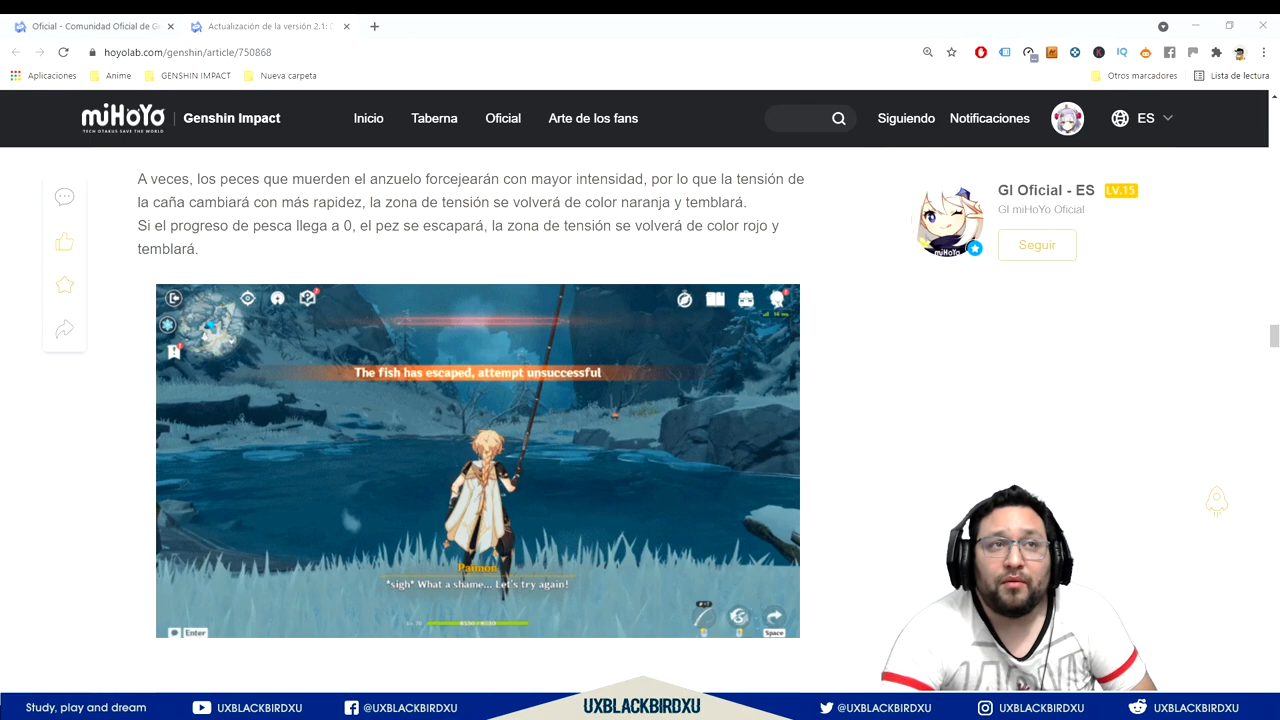 Oficial - Comunidad Oficial de Ge
Actualización de la versión 2.1: D
hoyolab.com/genshin/article/750868
IQ
Aplicaciones
Anime
GENSHIN IMPACT
Nueva carpeta
Otros marcadores
Lista de lectura
miHoYo
TECH OTAKUS SAVE THE WORLD
Genshin Impact
Inicio
Taberna
Oficial
Arte de los fans
Siguiendo
Notificaciones
ES
A veces, los peces que muerden el anzuelo forcejearán con mayor intensidad, por lo que la tensión de
la caña cambiará con más rapidez, la zona de tensión se volverá de color naranja y temblará.
Si el progreso de pesca llega a 0, el pez se escapará, la zona de tensión se volverá de color rojo y
temblará.
GI Oficial - ES
LV.15
GI miHoYo Oficial
miHoYo
Seguir
The fish has escaped, attempt unsuccessful
Paimon
*sigh* What a shame... Let's try again!
Enter
Space
Study, play and dream
UXBLACKBIRDXU
@UXBLACKBIRDXU
UXBLACKBIRDXU
@UXBLACKBIRDXU
UXBLACKBIRDXU
UXBLACKBIRDXU